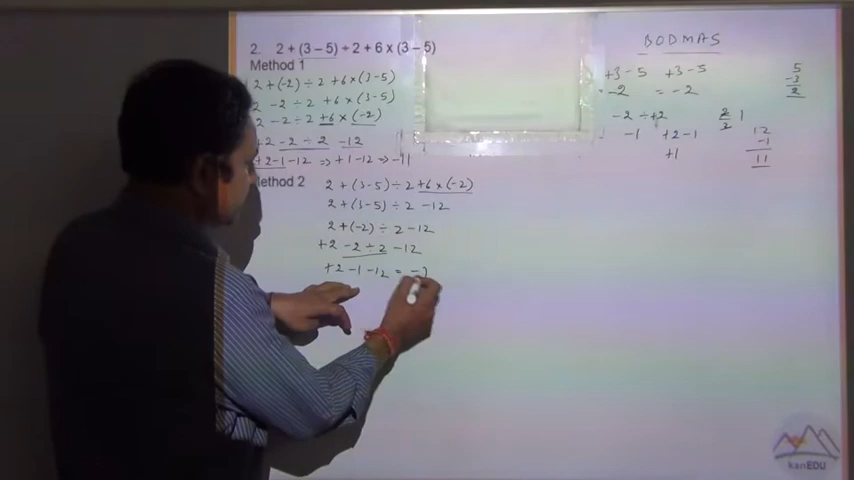 2. 2 + (3 – 5) ÷ 2 + 6 x (3 – 5)
Method 1
2 + (-2) ÷ 2 + 6 x (3-5)
2 - 2 ÷ 2 + 6 x (3-5)
2 - 2 ÷ 2 + 6 x (-2)
+2 - 2 ÷ 2 - 12
+2 - 1 - 12 ⇒ +1 - 12 ⇒ -11
Method 2
2 + (3-5) ÷ 2 + 6 x (-2)
2 + (3-5) ÷ 2 - 12
2 + (-2) ÷ 2 - 12
+2 - 2 ÷ 2 - 12
+2 - 1 - 12 = -1
BODMAS
+3 - 5 +3 - 5
= -2 = -2
-2 ÷ +2
-1 +2 - 1
+1
2 1
2
5
-3
2
12
-1
11
kanEDU